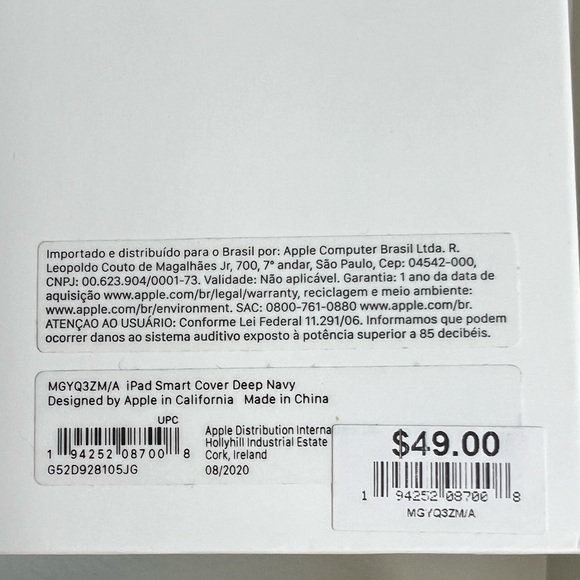 Importado e distribuído para o Brasil por: Apple Computer Brasil Ltda. R.
Leopoldo Couto de Magalhães Jr, 700, 7° andar, São Paulo, Cep: 04542-000,
CNPJ: 00.623.904/0001-73. Validade: Não aplicável. Garantia: 1 ano da data de
aquisição www.apple.com/br/legal/warranty, reciclagem e meio ambiente:
www.apple.com/br/environment. SAC: 0800-761-0880 www.apple.com/br.
ATENÇAO AO USUÁRIO: Conforme Lei Federal 11.291/06. Informamos que podem
ocorrer danos ao sistema auditivo exposto à potência superior a 85 decibéis.
MGYQ3ZM/A iPad Smart Cover Deep Navy
Designed by Apple in California Made in China
UPC
1 94252 08700 8
G52D928105JG
Apple Distribution Interna
Hollyhill Industrial Estate
Cork, Ireland
08/2020
$49.00
1 94252 08700 8
MGYQ3ZM/A